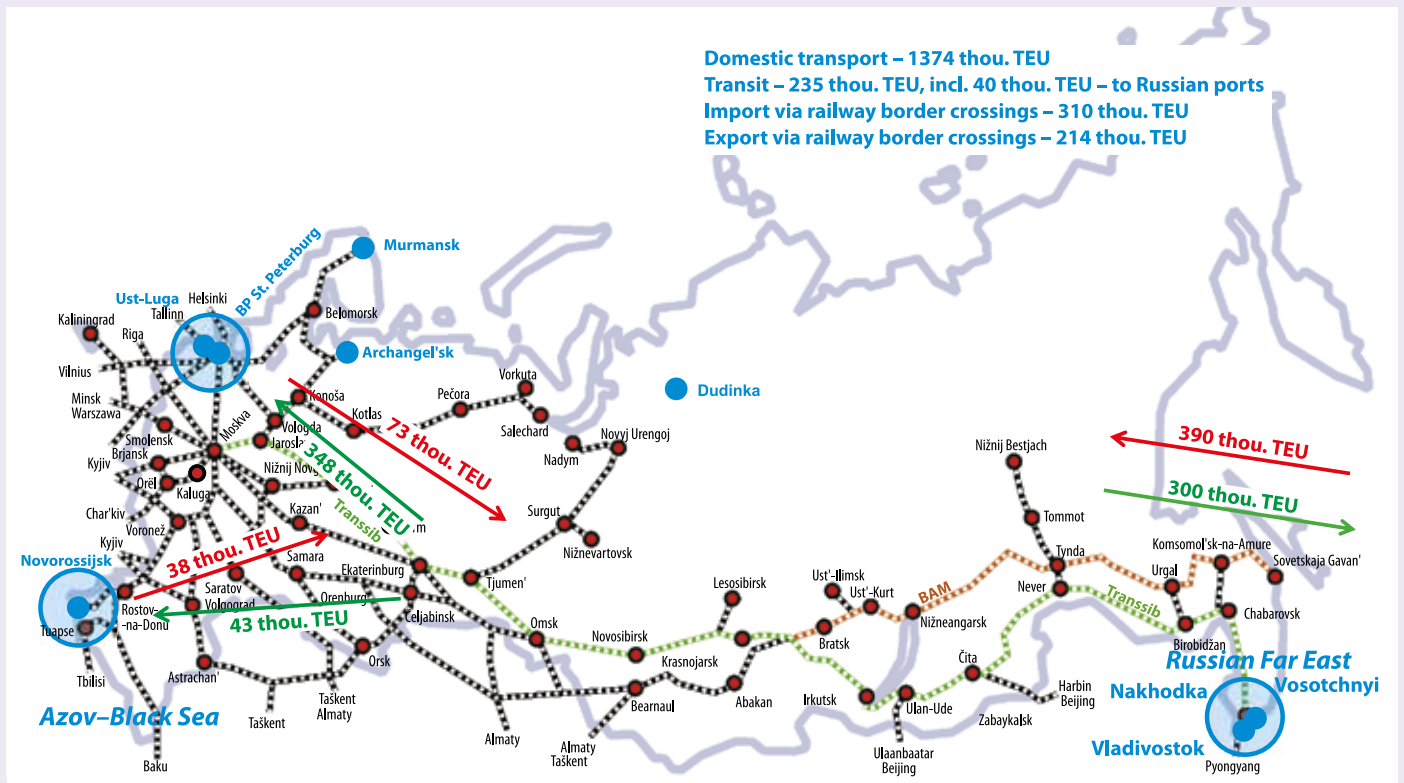 Domestic transport – 1374 thou. TEU
Transit – 235 thou. TEU, incl. 40 thou. TEU – to Russian ports
Import via railway border crossings – 310 thou. TEU
Export via railway border crossings – 214 thou. TEU
Murmansk
BP St. Peterburg
Ust-Luga
Helsinki
Tallinn
Kaliningrad
Riga
Belomorsk
Archangel'sk
Vilnius
Dudinka
Minsk
Warszawa
Vorkuta
Pečora
Konoša
Kotlas
Salechard
Moskva
Vologda
Smolensk
Jarosla
73 thou. TEU
Novyj Urengoj
Nadym
390 thou. TEU
Nižnij Bestjach
Brjansk
Kyjiv
Orël
Kaluga
Nižnij Novg
348 thou. TEU
300 thou. TEU
Char'kiv
Voronež
Kazan'
Transsib
m
Surgut
Tommot
Kyjiv
38 thou. TEU
Nižnevartovsk
Komsomol'sk-na-Amure
Novorossijsk
Samara
Ekaterinburg
Tjumen'
Tynda
Urgal
Sovetskaja Gavan'
Saratov
Lesosibirsk
Ust'-Ilimsk
Ust'-Kurt
BAM
Never
Transsib
Rostov-
-na-Donu
Volgograd
Orenburg
Celjabinsk
Nižneangarsk
Chabarovsk
43 thou. TEU
Tuapse
Omsk
Novosibirsk
Bratsk
Birobidžan
Tbilisi
Astrachan'
Orsk
Krasnojarsk
Čita
Russian Far East
Azov–Black Sea
Taškent
Taškent
Almaty
Bearnaul
Abakan
Irkutsk
Ulan-Ude
Zabaykalsk
Harbin
Beijing
Nakhodka
Vosotchnyi
Almaty
Almaty
Taškent
Ulaanbaatar
Beijing
Vladivostok
Baku
Pyongyang